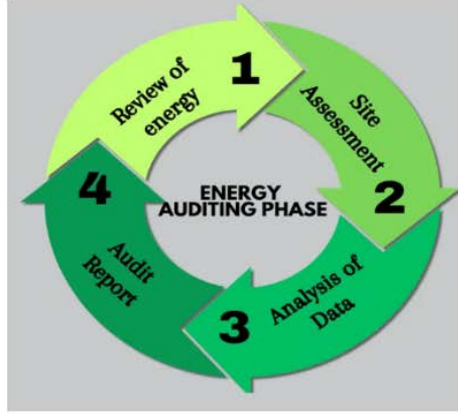 1
Review of
energy
Site
Assessment
2
3
Analysis of
Data
4
Audit
Report
ENERGY
AUDITING PHASE